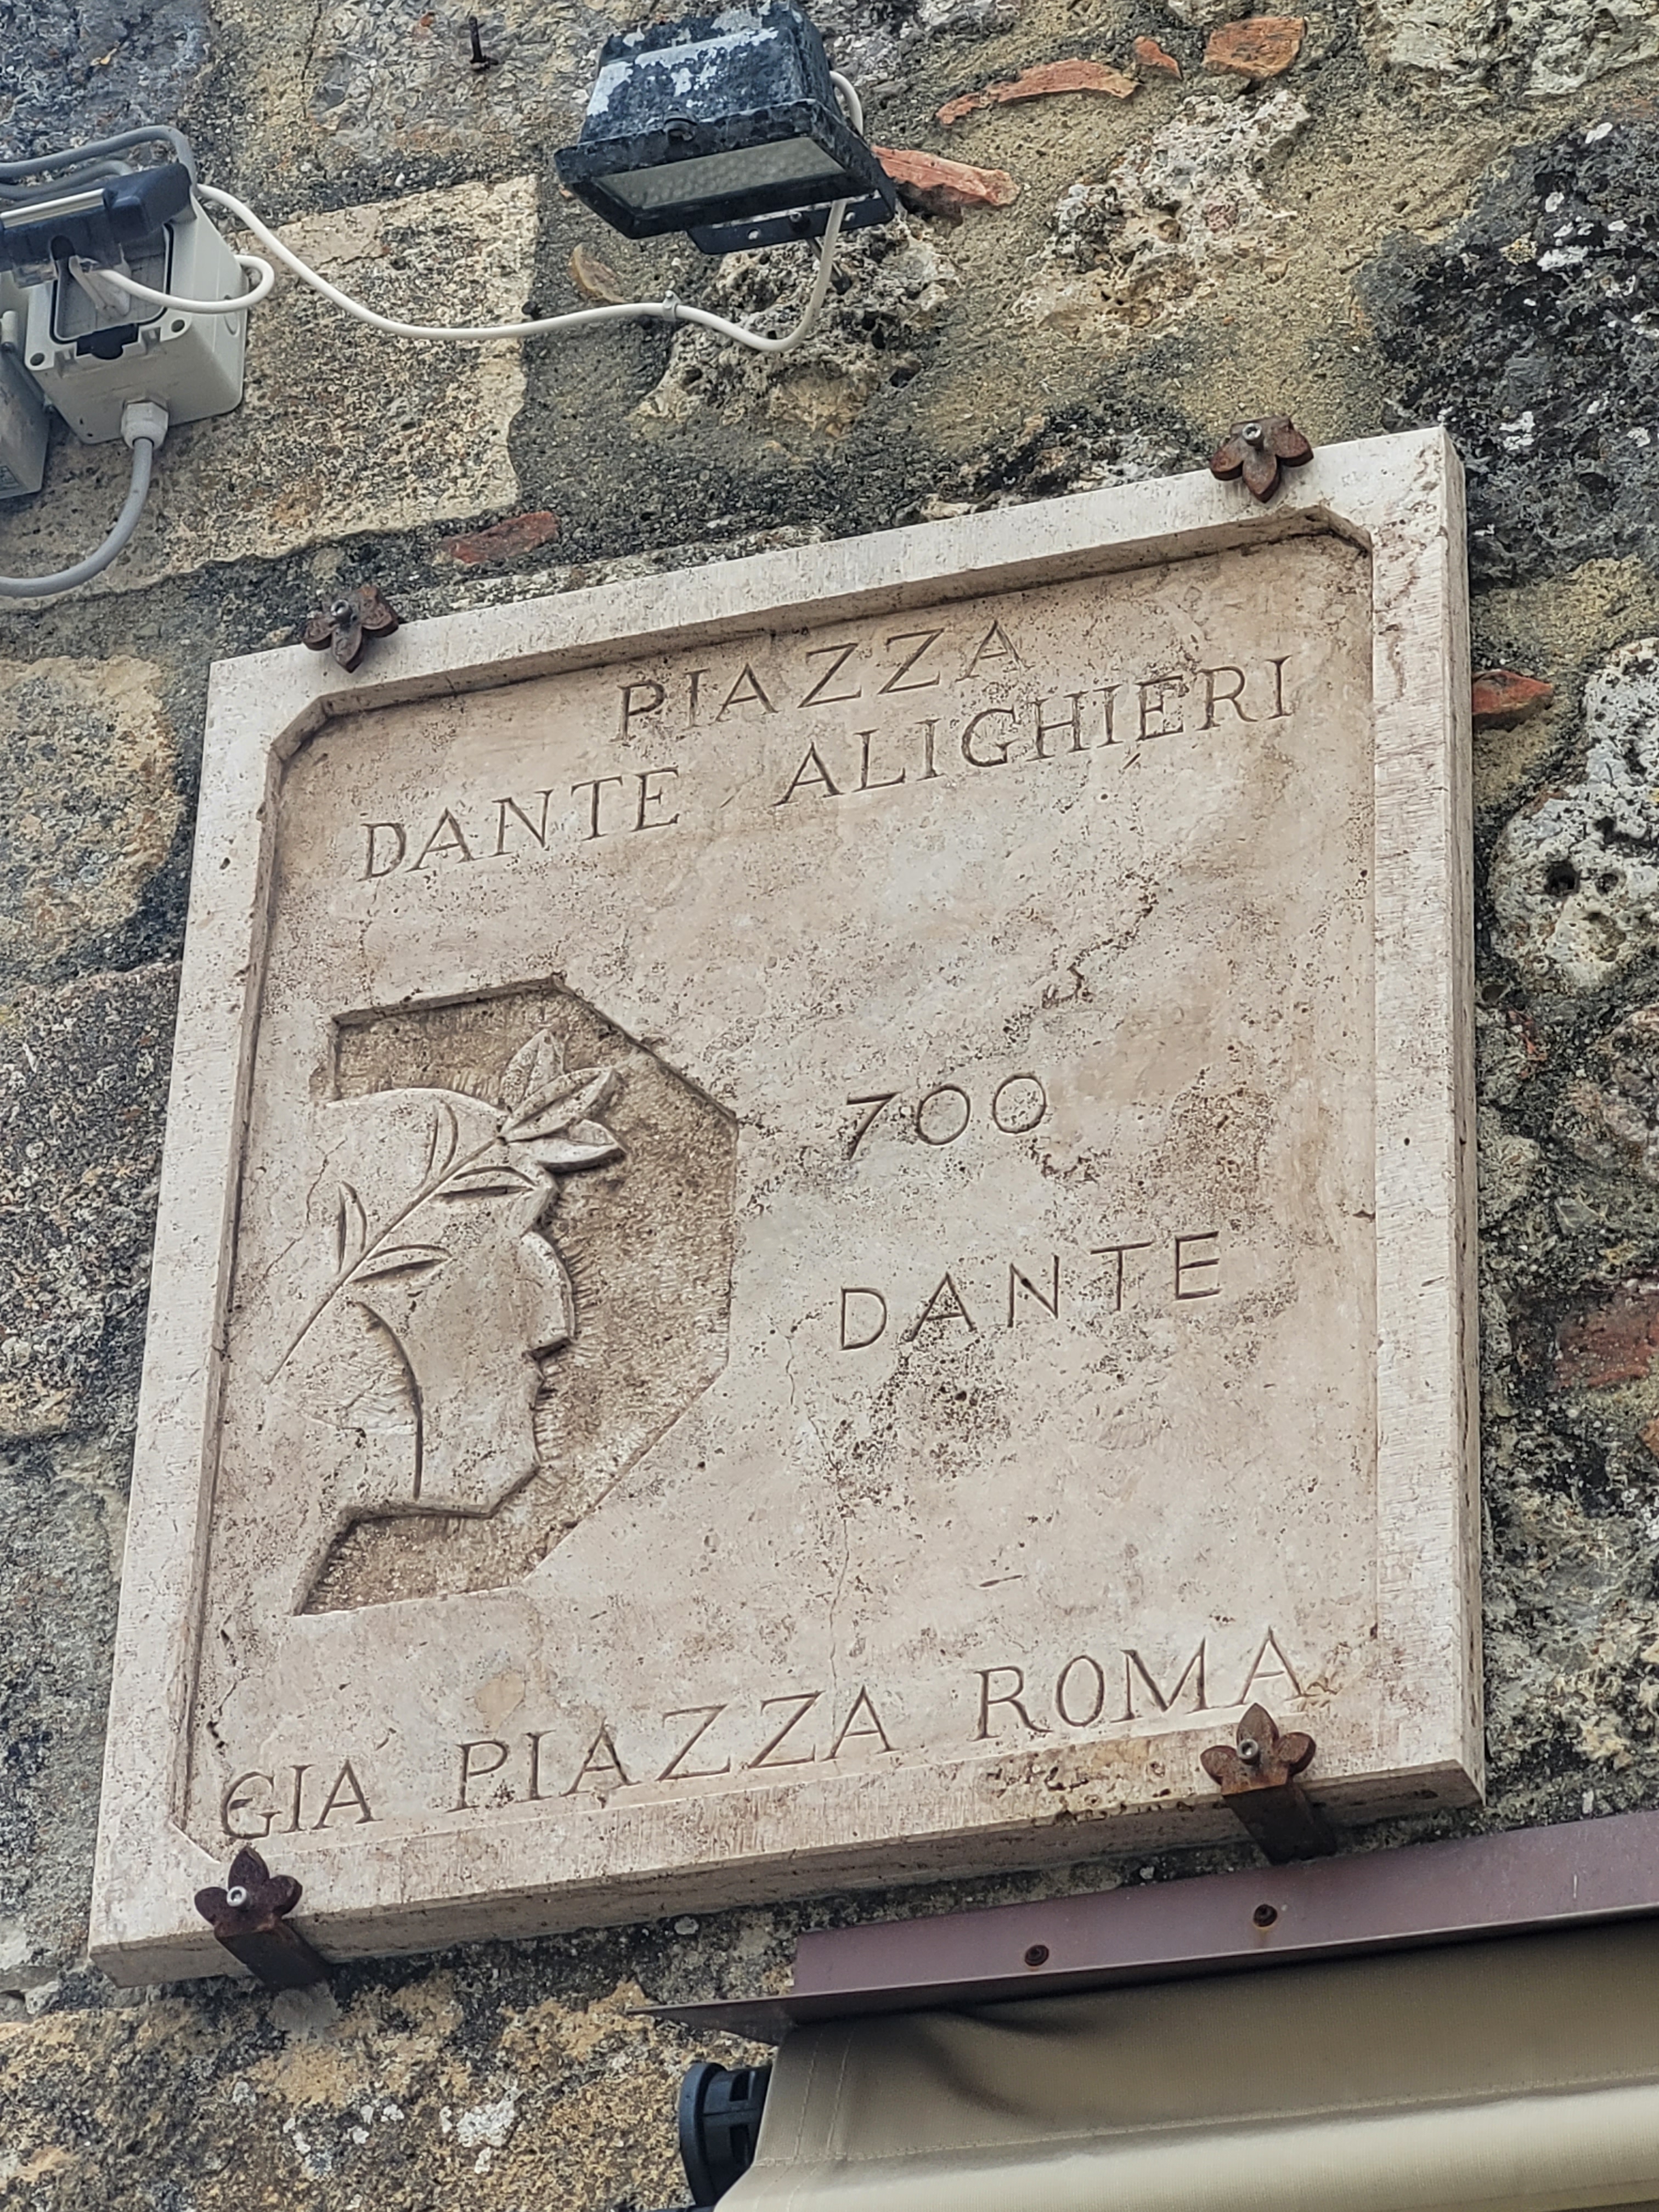 PIAZZA
DANTE ALIGHIERI
700
DANTE
GIA' PIAZZA ROMA